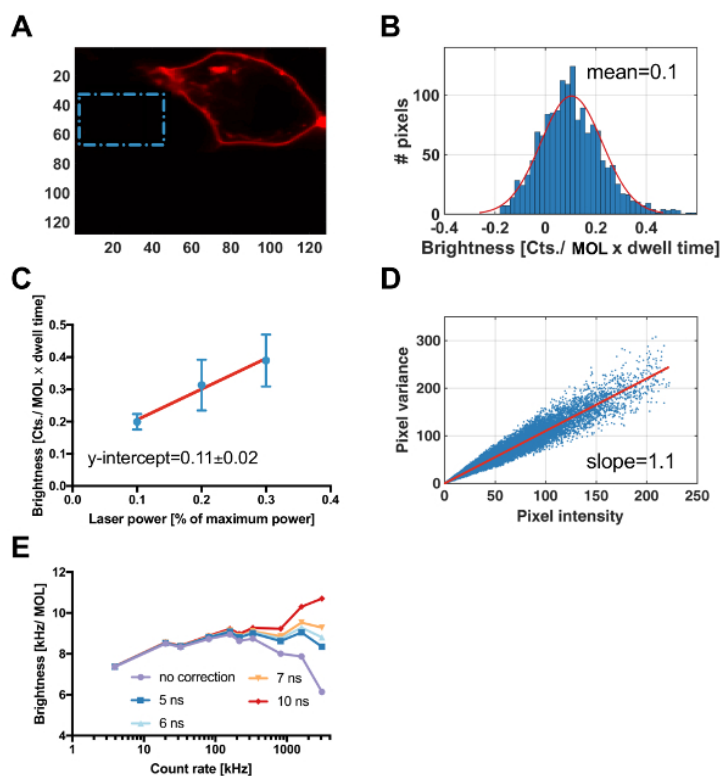 A
20
40
60
80
100
120
20 40 60 80 100 120
B
mean=0.1
# pixels
100
50
0
-0.4 -0.2 0 0.2 0.4
Brightness [Cts./ MOL x dwell time]
C
Brightness [Cts./ MOL x dwell time]
0.5
0.4
0.3
0.2
0.1
0.0
y-intercept=0.11±0.02
0.0 0.1 0.2 0.3 0.4
Laser power [% of maximum power]
D
Pixel variance
300
200
100
0
slope=1.1
0 50 100 150 200 250
Pixel intensity
E
Brightness [kHz/ MOL]
12
10
8
6
4
no correction
5 ns
6 ns
7 ns
10 ns
1 10 100 1000
Count rate [kHz]